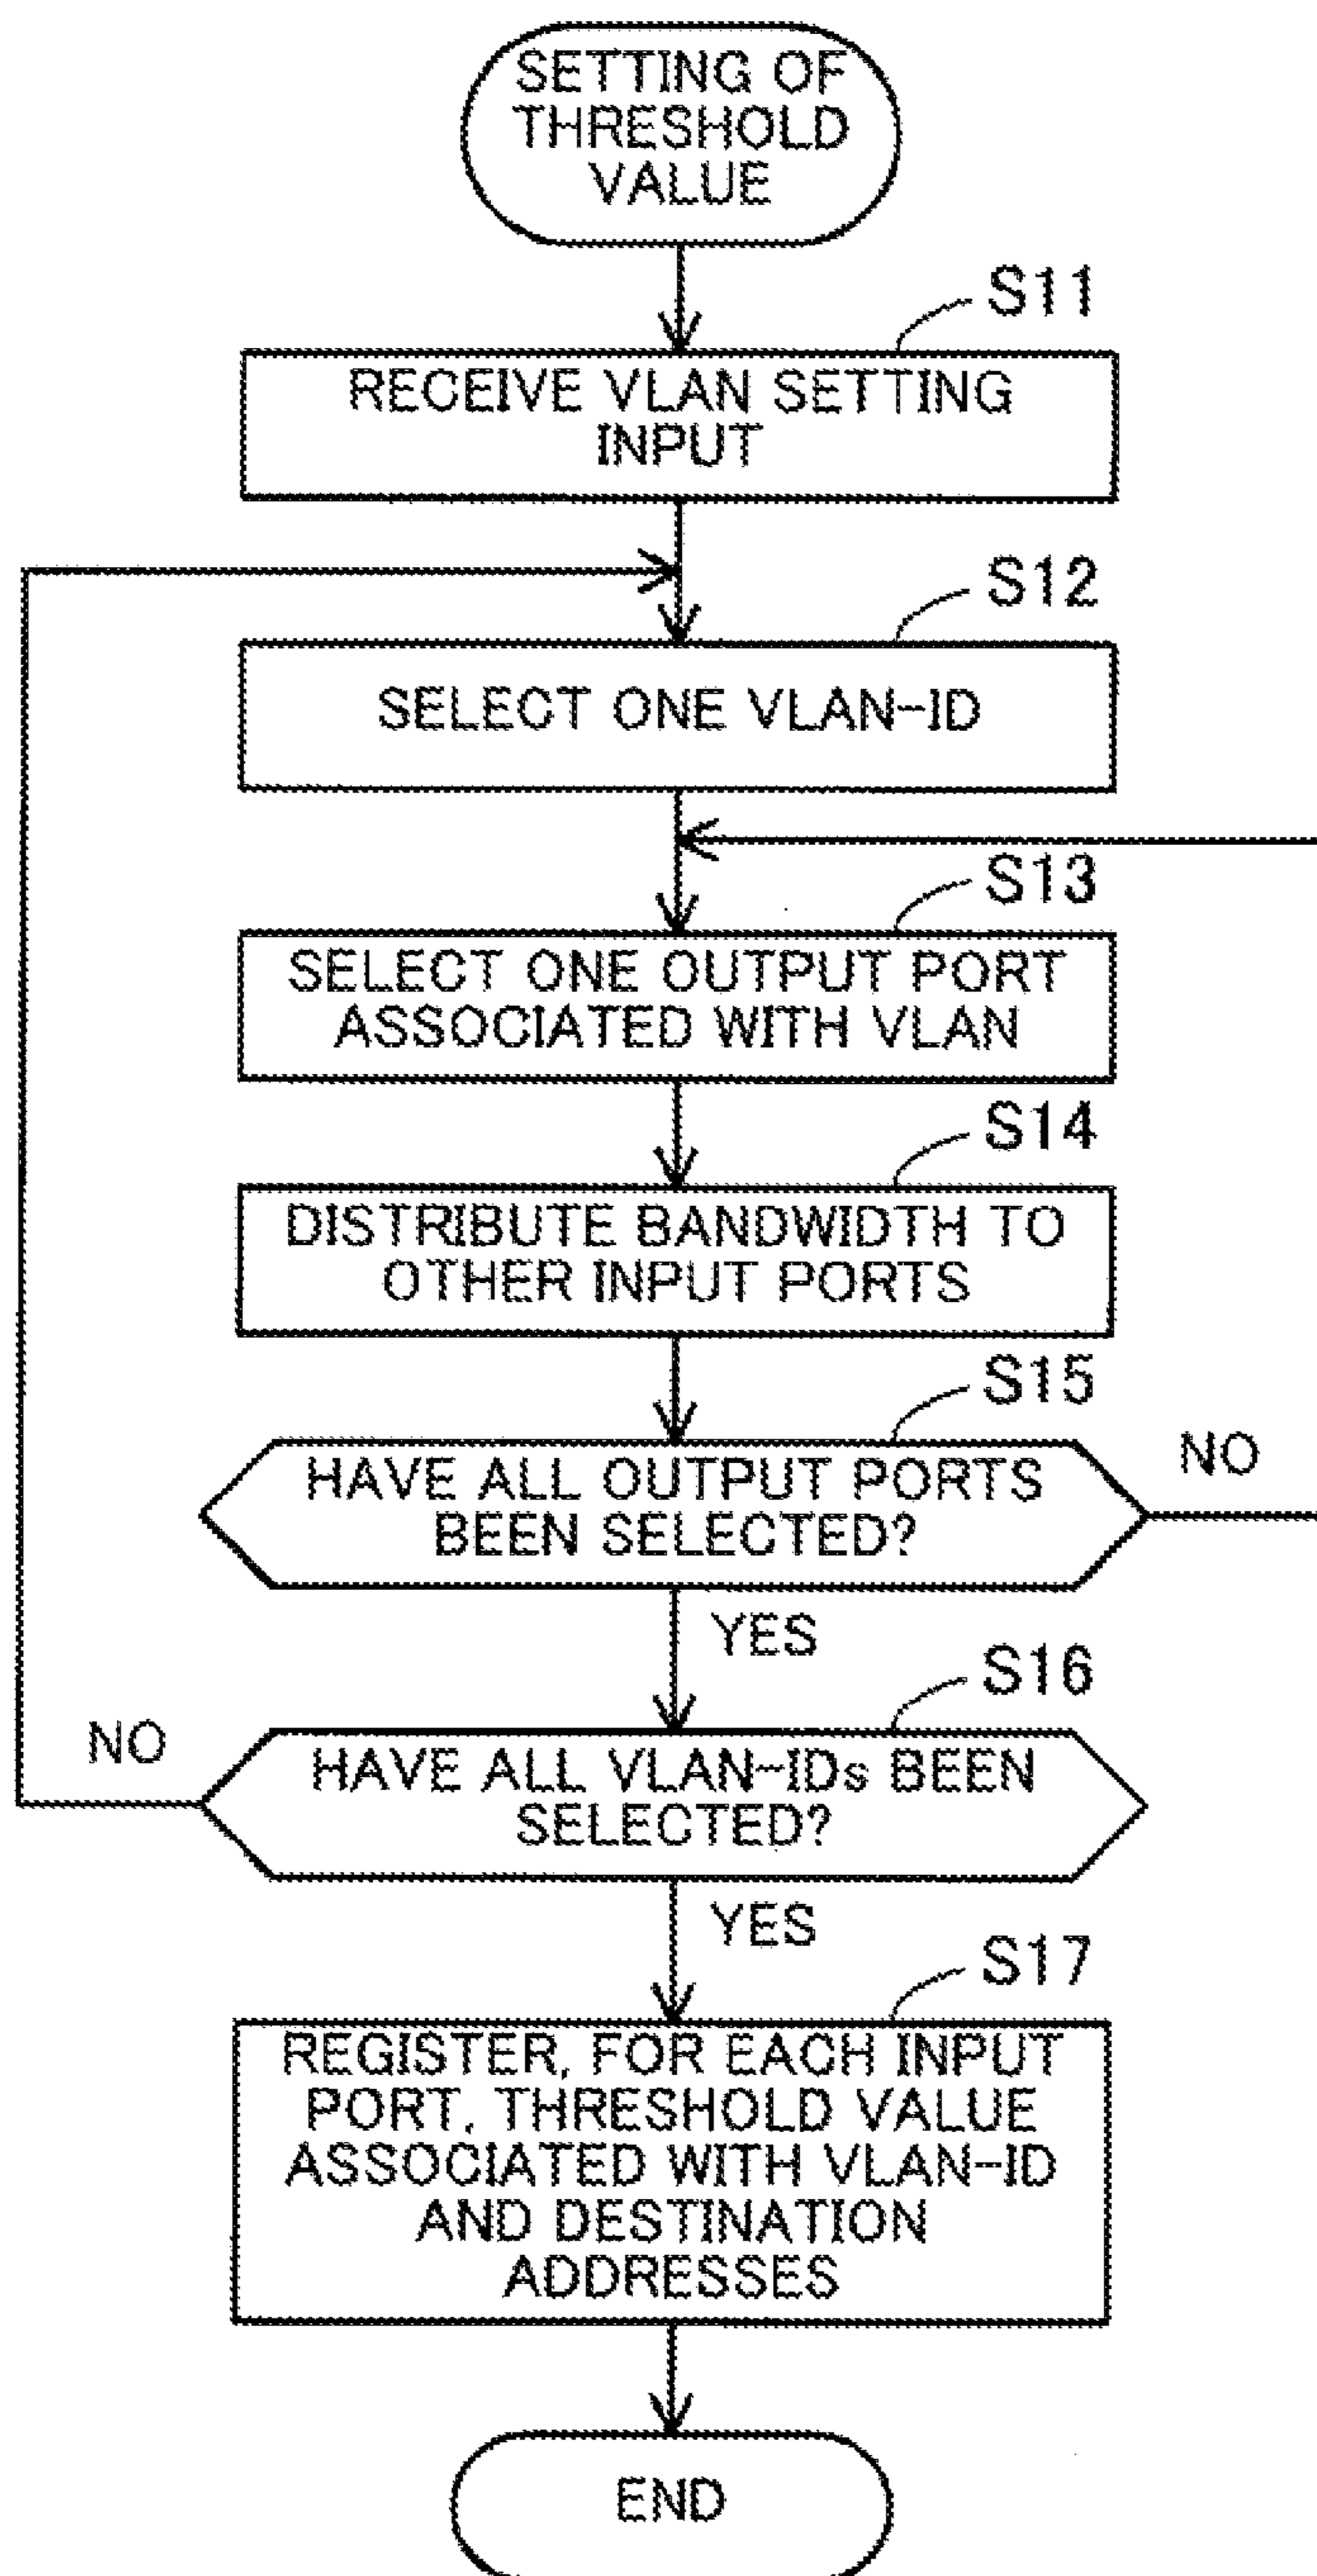 SETTING OF
THRESHOLD
VALUE
S11
RECEIVE VLAN SETTING
INPUT
S12
SELECT ONE VLAN-ID
S13
SELECT ONE OUTPUT PORT
ASSOCIATED WITH VLAN
S14
DISTRIBUTE BANDWIDTH TO
OTHER INPUT PORTS
S15
HAVE ALL OUTPUT PORTS
BEEN SELECTED?
NO
YES
S16
HAVE ALL VLAN-IDs BEEN
SELECTED?
NO
YES
S17
REGISTER, FOR EACH INPUT
PORT, THRESHOLD VALUE
ASSOCIATED WITH VLAN-ID
AND DESTINATION
ADDRESSES
END